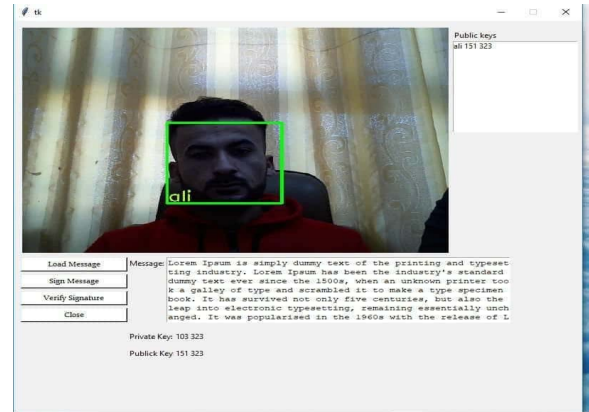 tk
Public keys
ali 151 323
ali
Load Message
Sign Message
Verify Signature
Close
Message:
Lorem Ipsum is simply dummy text of the printing and typeset
ting industry. Lorem Ipsum has been the industry's standard
dummy text ever since the 1500s, when an unknown printer too
k a galley of type and scrambled it to make a type specimen
book. It has survived not only five centuries, but also the
leap into electronic typesetting, remaining essentially unch
anged. It was popularised in the 1960s with the release of L
Private Key: 103 323
Publick Key 151 323